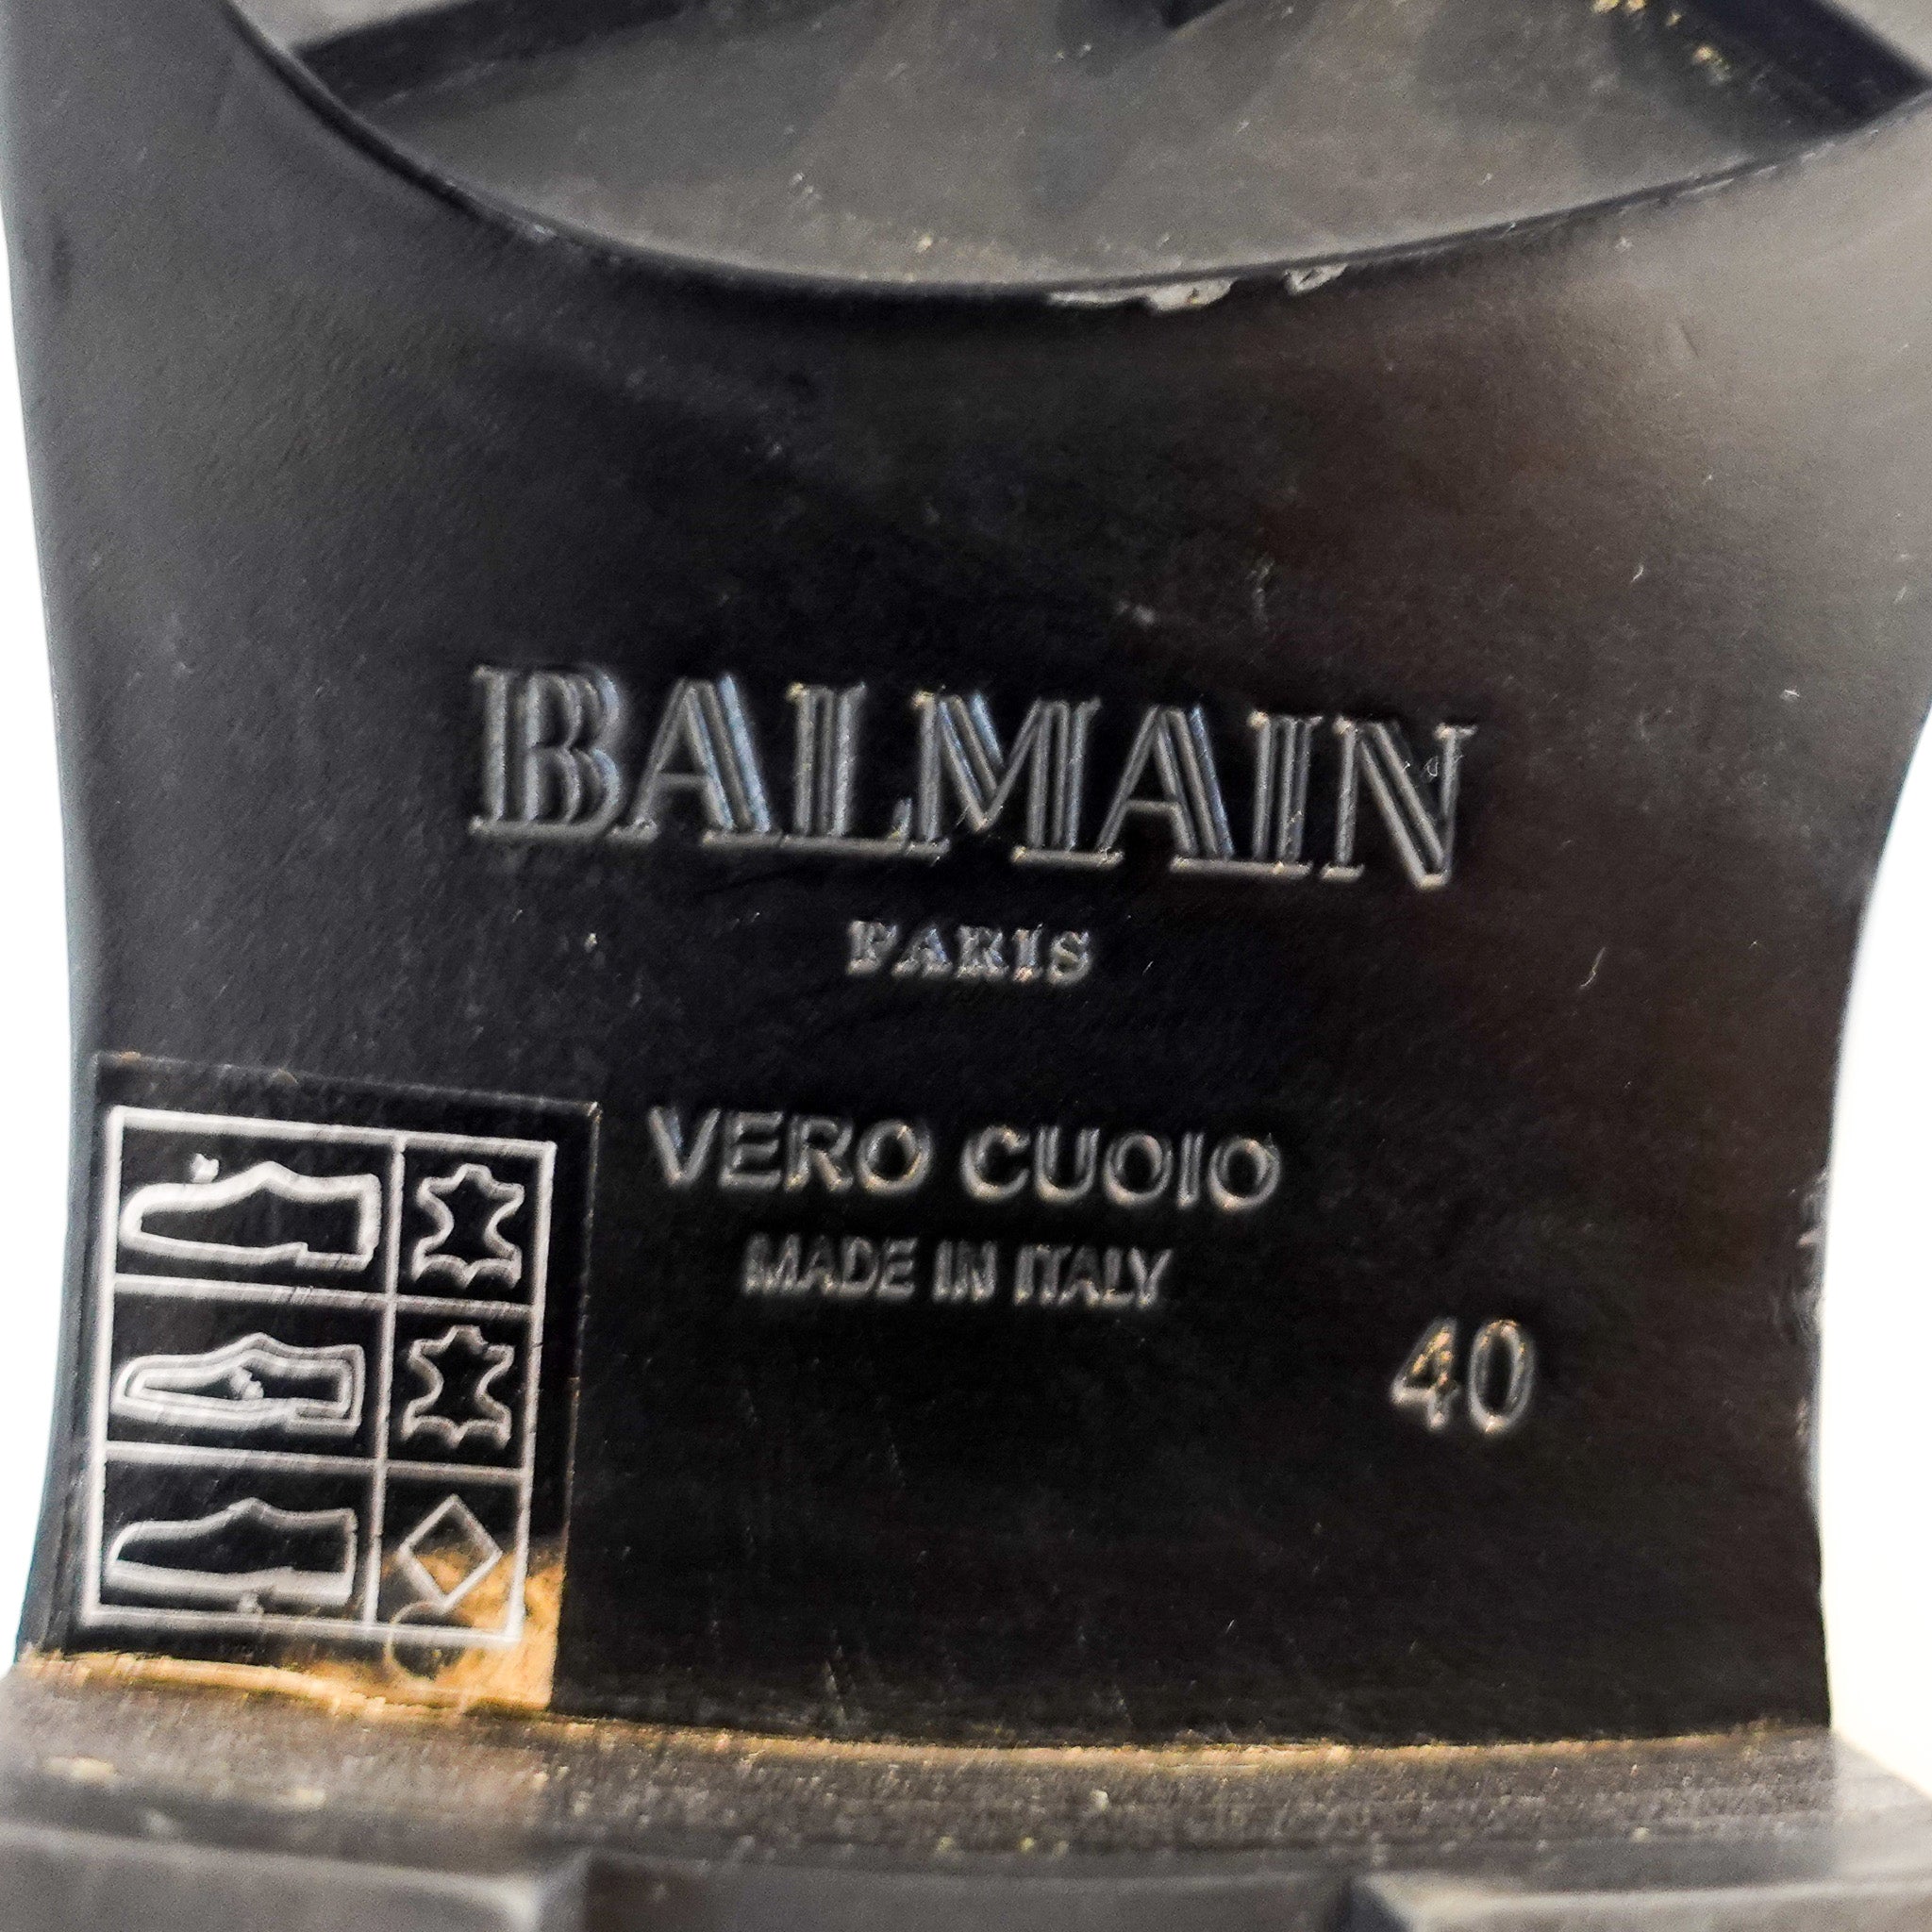 BALMAIN
PARIS
VERO CUOIO
MADE IN ITALY
40